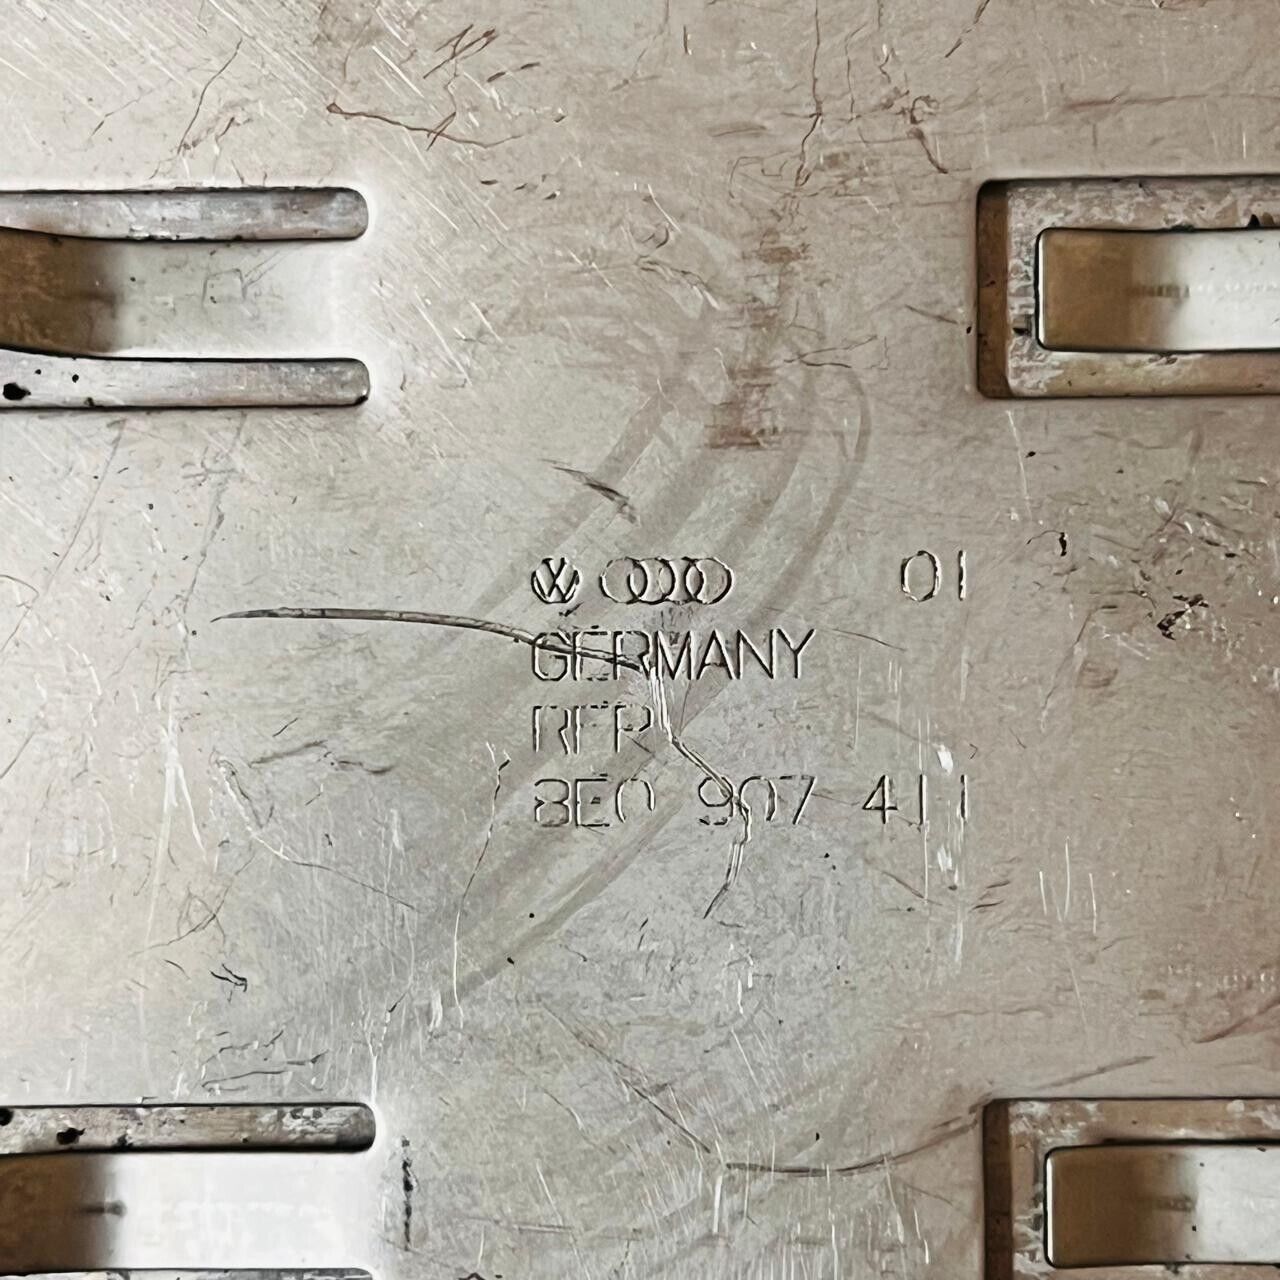 01
GERMANY
RFP
8E0 907 411